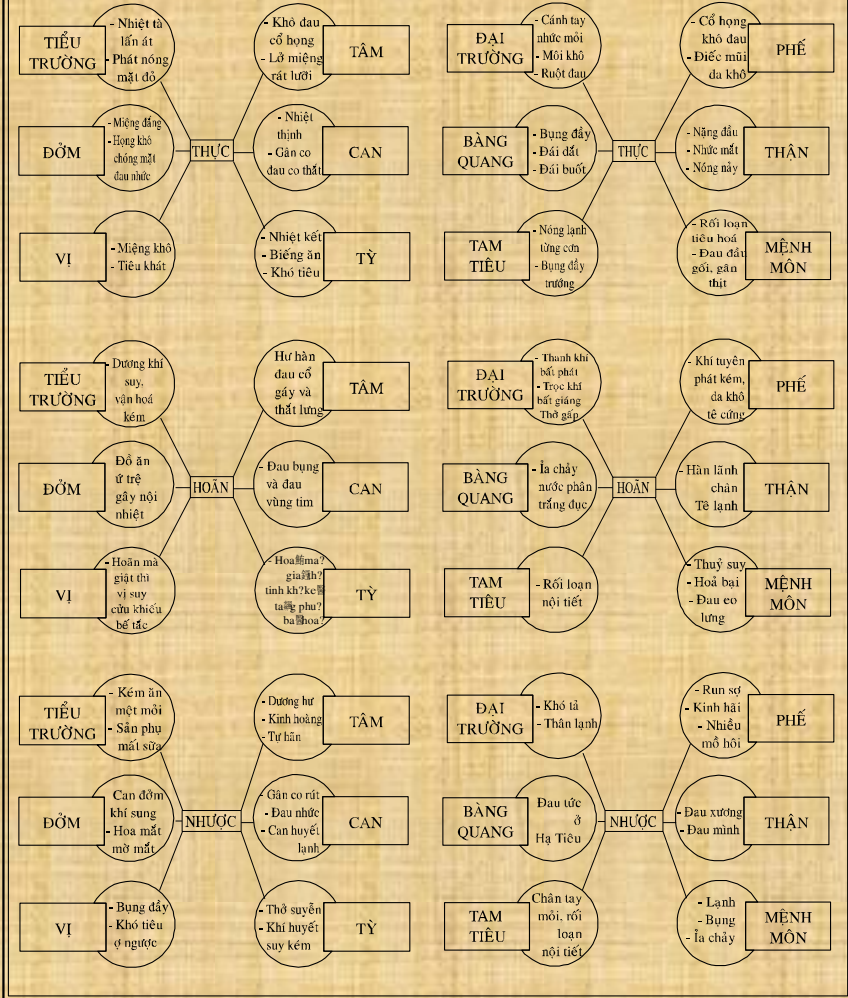 TIỂU
TRƯỜNG
- Nhiệt tà
lấn át
- Phát nóng
mặt đỏ
- Khô đau
cổ họng
- Lở miệng
rát lưỡi
TÂM
ĐỞM
- Miệng đắng
- Họng khô
chóng mặt
đau nhức
THỰC
- Nhiệt
thịnh
- Gân co
đau co thắt
CAN
VỊ
- Miệng khô
- Tiêu khát
- Nhiệt kết
- Biếng ăn
- Khó tiêu
TỲ
ĐẠI
TRƯỜNG
- Cánh tay
nhức mỏi
- Môi khô
- Ruột đau
- Cổ họng
khô đau
- Điếc mũi
da khô
PHẾ
BÀNG
QUANG
- Bụng đầy
- Đái dắt
- Đái buốt
THỰC
- Nặng đầu
- Nhức mắt
- Nóng nảy
THẬN
TAM
TIÊU
- Nóng lạnh
từng cơn
- Bụng đầy
trướng
- Rối loạn
tiêu hoá
- Đau đầu
gối, gân
thịt
MỆNH
MÔN
TIỂU
TRƯỜNG
- Dương khí
suy,
vận hoá
kém
Hư hàn
đau cổ
gáy và
thắt lưng
TÂM
ĐỞM
Đồ ăn
ứ trệ
gây nội
nhiệt
HOÃN
- Đau bụng
và đau
vùng tim
CAN
VỊ
- Hoãn mà
giật thì
vị suy
cửu khiếu
bế tắc
TỲ
ĐẠI
TRƯỜNG
- Thanh khí
bất phát
- Trọc khí
bất giáng
Thở gấp
- Khí tuyên
phát kém,
da khô
tê cứng
PHẾ
BÀNG
QUANG
- Ỉa chảy
nước phân
trắng đục
HOÃN
- Hàn lãnh
chân
Tê lạnh
THẬN
TAM
TIÊU
- Rối loạn
nội tiết
- Thuỷ suy
- Hoả bại
- Đau eo
lưng
MỆNH
MÔN
TIỂU
TRƯỜNG
- Kém ăn
mệt mỏi
- Sản phụ
mất sữa
- Dương hư
- Kinh hoàng
- Tự hãn
TÂM
ĐỞM
Can đởm
khí sung
- Hoa mắt
mờ mắt
NHƯỢC
- Gân co rút
- Đau nhức
- Can huyết
lạnh
CAN
VỊ
- Bụng đầy
- Khó tiêu
ợ ngược
- Thở suyễn
- Khí huyết
suy kém
TỲ
ĐẠI
TRƯỜNG
- Khó tả
- Thân lạnh
- Run sợ
- Kinh hãi
- Nhiều
mồ hôi
PHẾ
BÀNG
QUANG
Đau tức
ở
Hạ Tiêu
NHƯỢC
- Đau xương
- Đau mình
THẬN
TAM
TIÊU
Chân tay
mỏi, rối
loạn
nội tiết
- Lạnh
- Bụng
- Ỉa chảy
MỆNH
MÔN